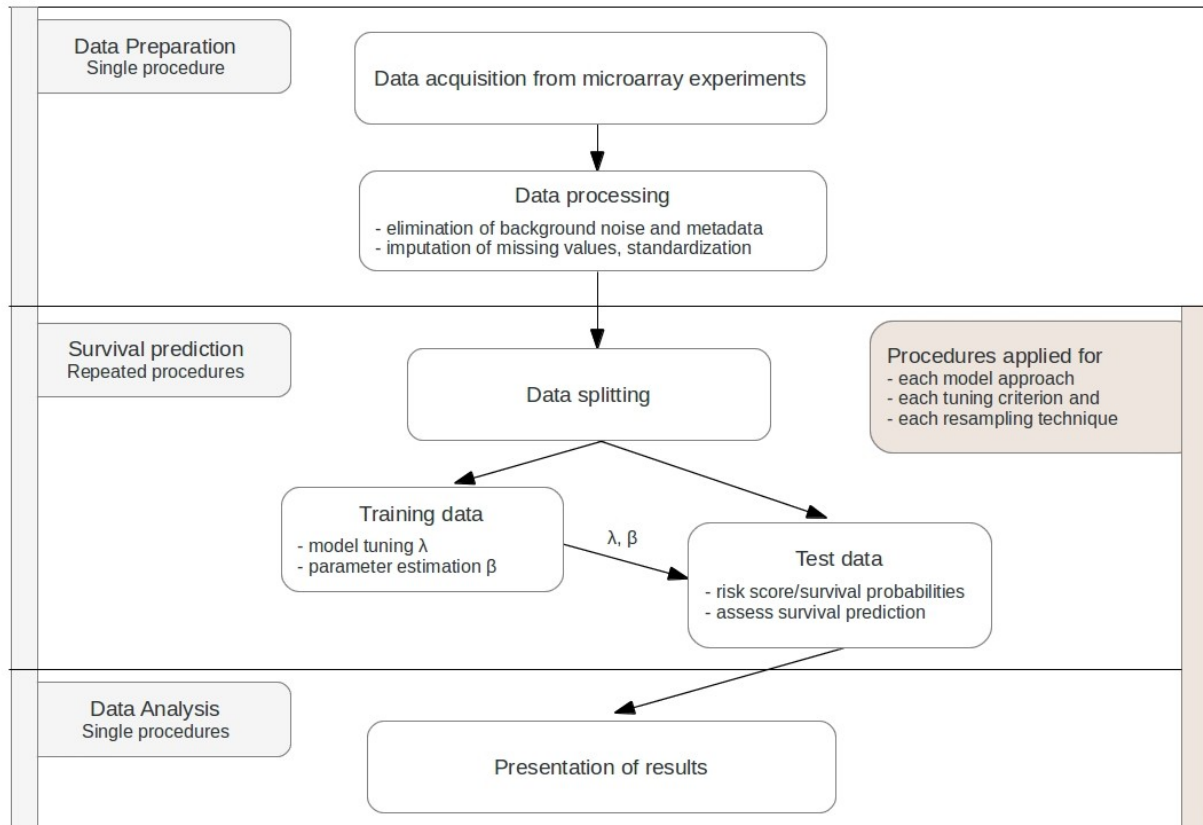 Data Preparation
Single procedure
Data acquisition from microarray experiments
Data processing
- elimination of background noise and metadata
- imputation of missing values, standardization
Survival prediction
Repeated procedures
Data splitting
Procedures applied for
- each model approach
- each tuning criterion and
- each resampling technique
Training data
- model tuning λ
- parameter estimation β
λ, β
Test data
- risk score/survival probabilities
- assess survival prediction
Data Analysis
Single procedures
Presentation of results